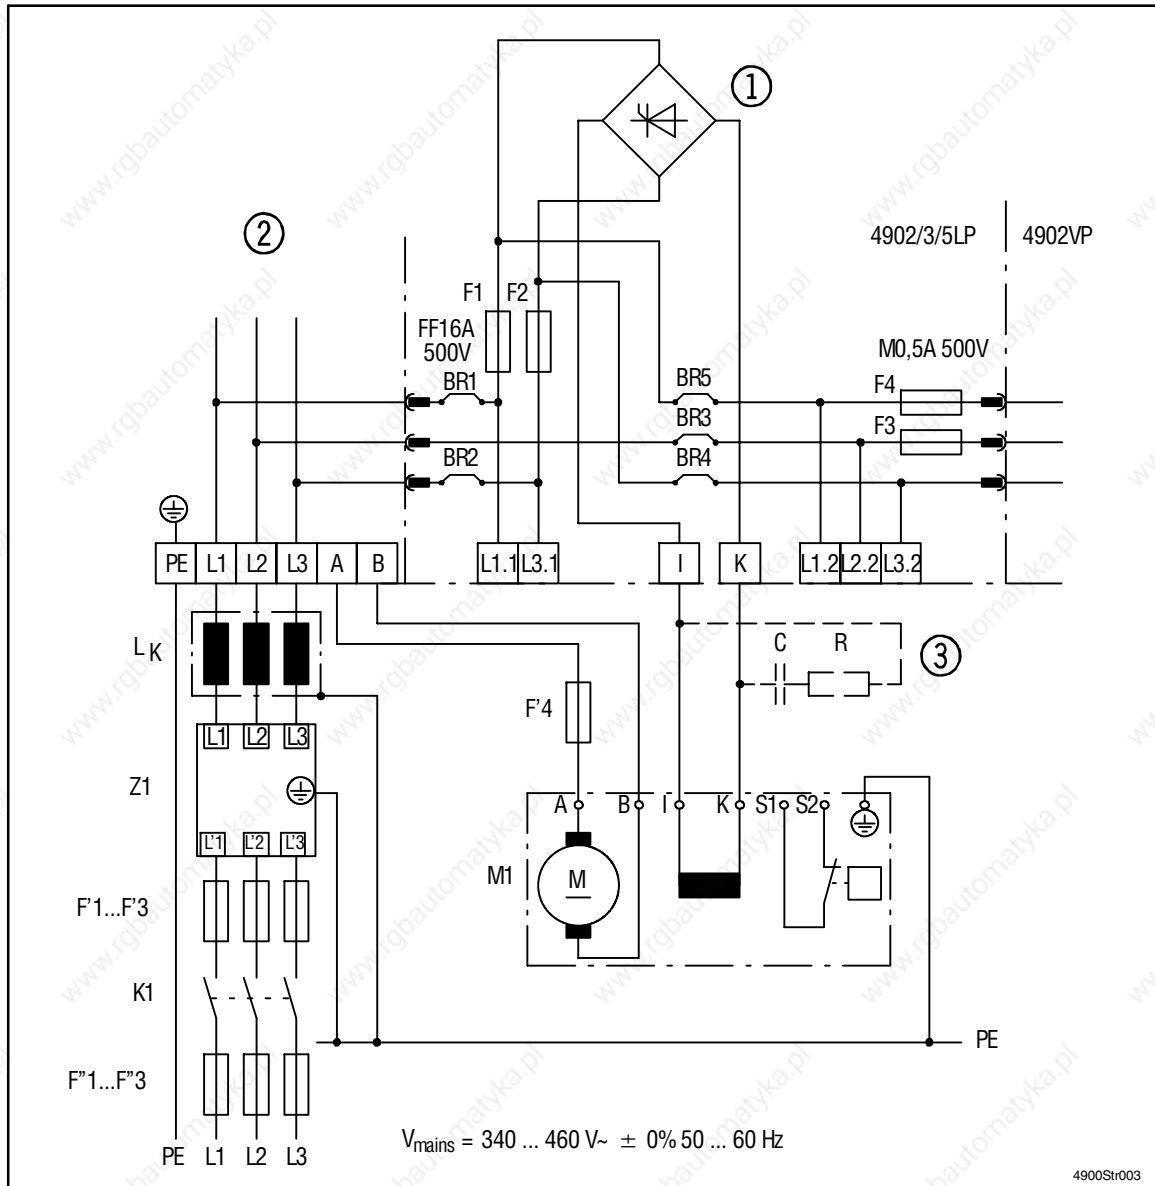 1
2
4902/3/5LP 4902VP
F1 F2
FF16A
500V
M0,5A 500V
BR1 BR5 F4
BR3 F3
BR2 BR4
PE L1 L2 L3 A B L1.1 L3.1 I K L1.2 L2.2 L3.2
LK
C R 3
F'4
L1 L2 L3
Z1
A B I K S1 S2
L'1 L'2 L'3
M1 M
F'1...F'3
K1
PE
F"1...F"3
Vmains = 340 ... 460 V~ ± 0% 50 ... 60 Hz
PE L1 L2 L3
4900Str003
www.rgbautomatyka.pl